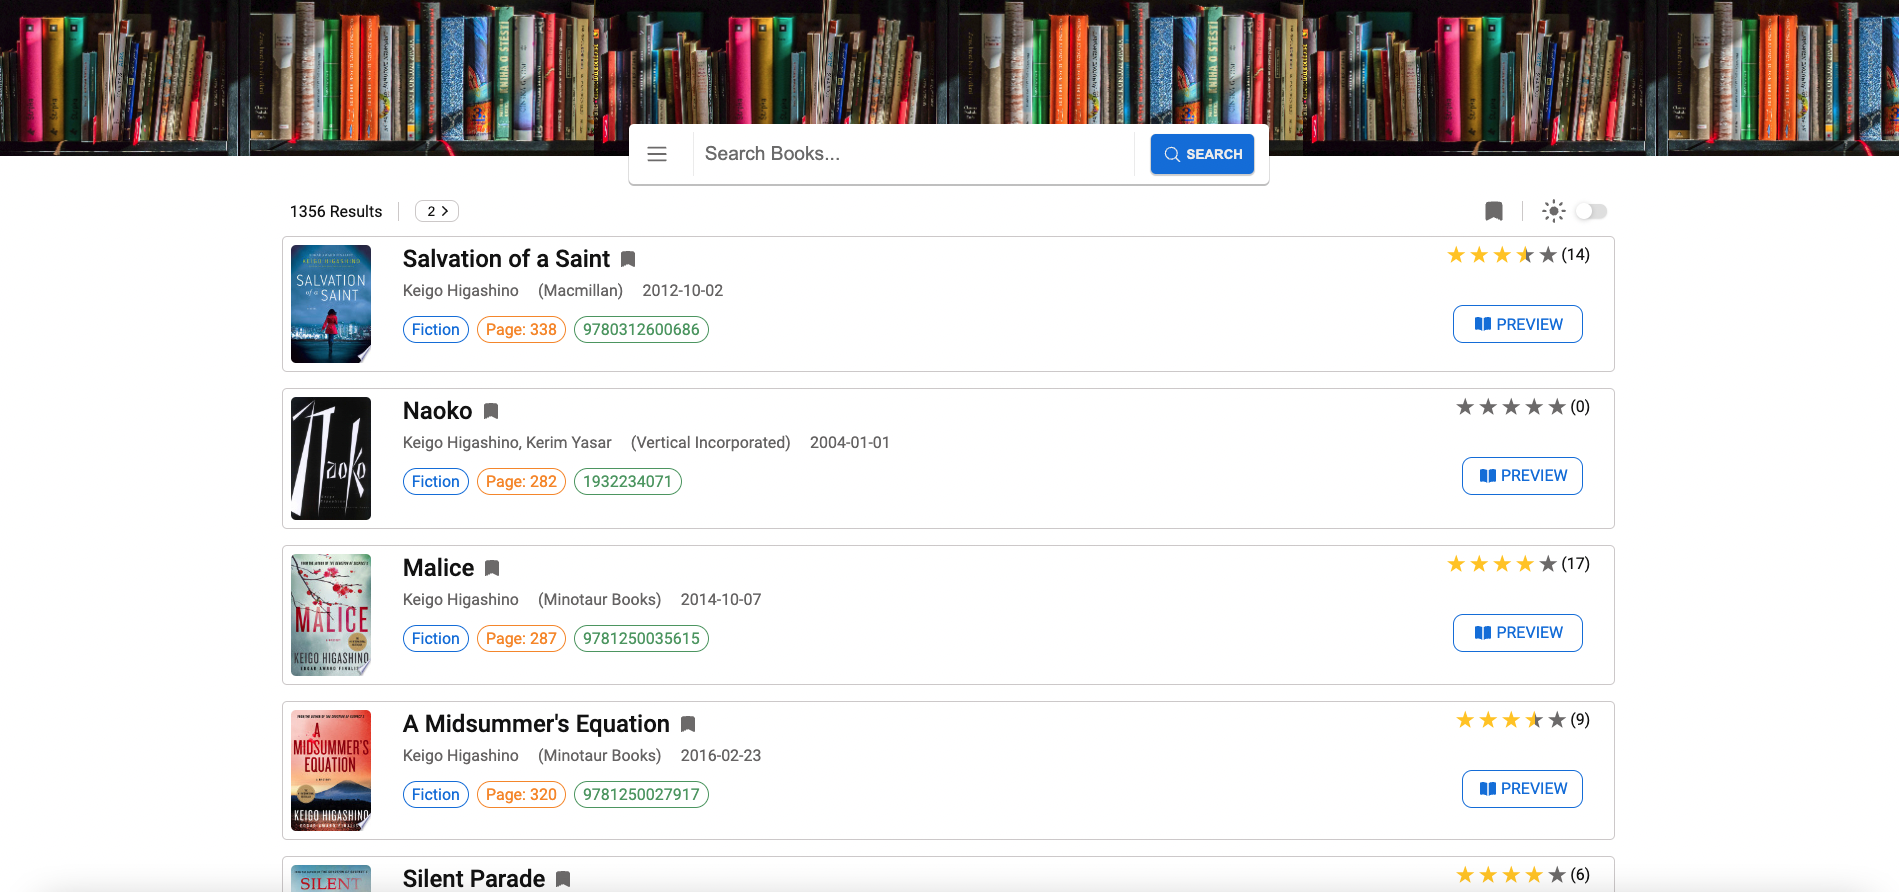 Search Books...
SEARCH
1356 Results
2
Salvation of a Saint
(14)
Keigo Higashino (Macmillan) 2012-10-02
Fiction Page: 338 9780312600686
PREVIEW
KEIGO HIGASHINO
SALVATION
of a SAINT
Naoko
(0)
Keigo Higashino, Kerim Yasar (Vertical Incorporated) 2004-01-01
Fiction Page: 282 1932234071
PREVIEW
Naoko
Malice
(17)
Keigo Higashino (Minotaur Books) 2014-10-07
Fiction Page: 287 9781250035615
PREVIEW
MALICE
KEIGO HIGASHINO
A Midsummer's Equation
(9)
Keigo Higashino (Minotaur Books) 2016-02-23
Fiction Page: 320 9781250027917
PREVIEW
A
MIDSUMMER'S
EQUATION
KEIGO HIGASHINO
Silent Parade
(6)
SILENT